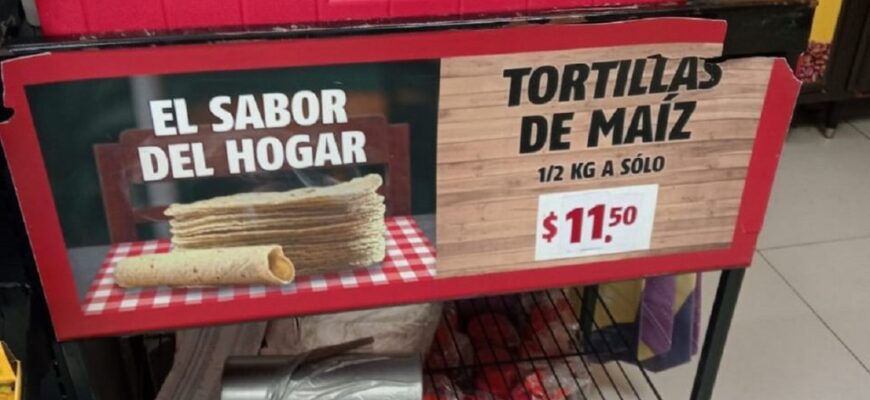 EL SABOR
DEL HOGAR
TORTILLAS
DE MAÍZ
1/2 KG A SÓLO
$11.50